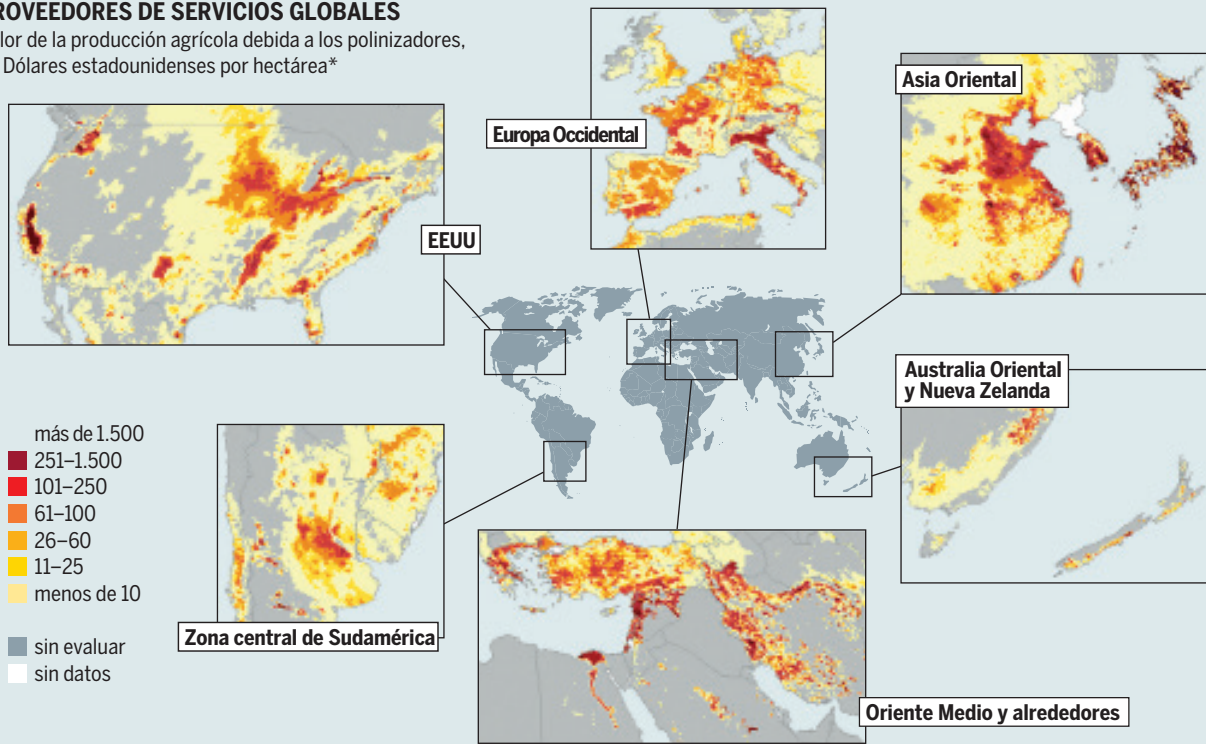 ROVEEDORES DE SERVICIOS GLOBALES
lor de la producción agrícola debida a los polinizadores,
Dólares estadounidenses por hectárea*
Europa Occidental
Asia Oriental
EEUU
Australia Oriental
y Nueva Zelanda
más de 1.500
251–1.500
101–250
61–100
26–60
11–25
menos de 10
sin evaluar
sin datos
Zona central de Sudamérica
Oriente Medio y alrededores